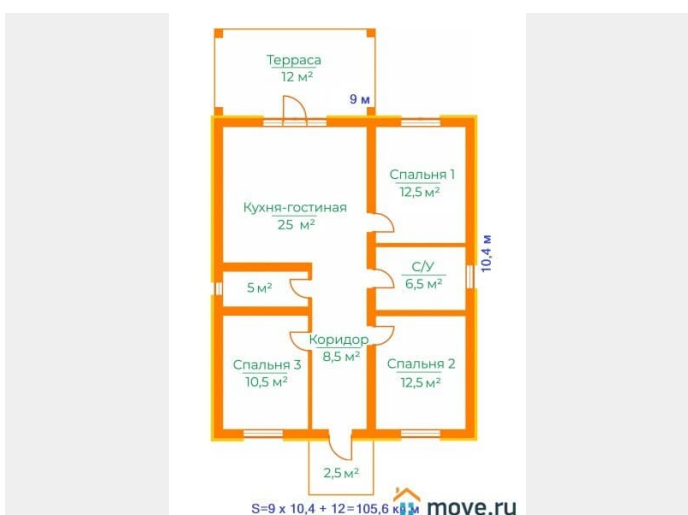 Терраса
12 м²
9 м
Спальня 1
12,5 м²
Кухня-гостиная
25 м²
10,4 м
С/У
6,5 м²
5 м²
Коридор
8,5 м²
Спальня 3
10,5 м²
Спальня 2
12,5 м²
2,5 м²
S=9 х 10,4 + 12=105,6 кв м
move.ru